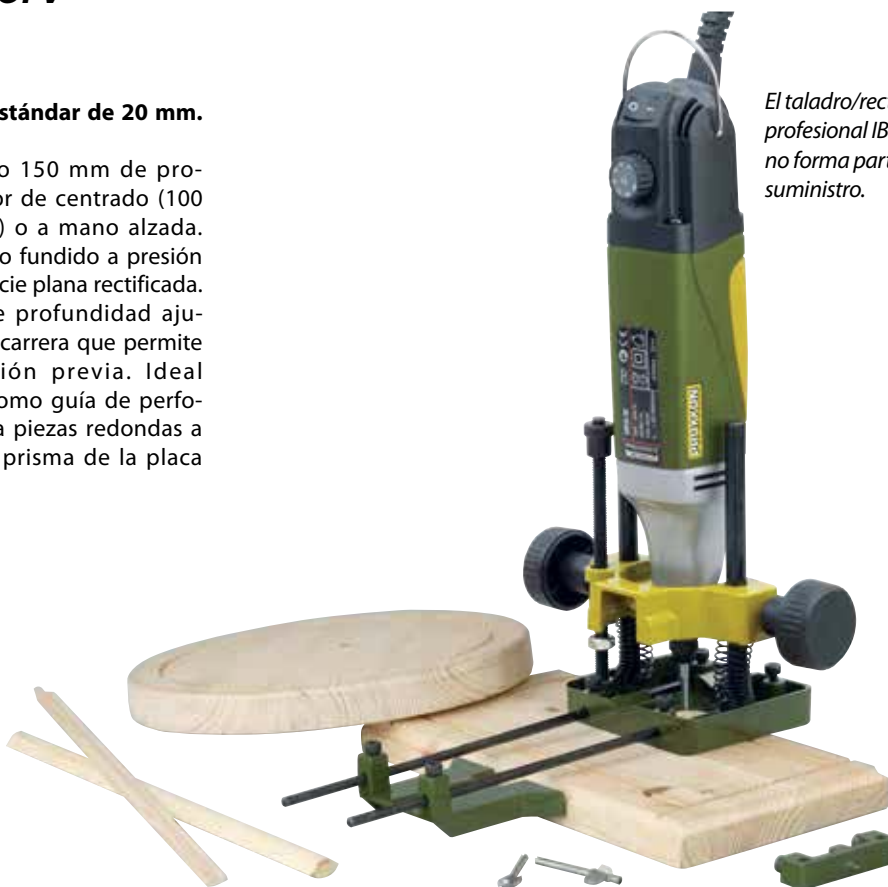 stándar de 20 mm.
o 150 mm de pro-
or de centrado (100
) o a mano alzada.
o fundido a presión
cie plana rectificada.
e profundidad aju-
carrera que permite
ión previa. Ideal
omo guía de perfo-
a piezas redondas a
prisma de la placa
El taladro/rect
profesional IB
no forma part
suministro.
PROXXON